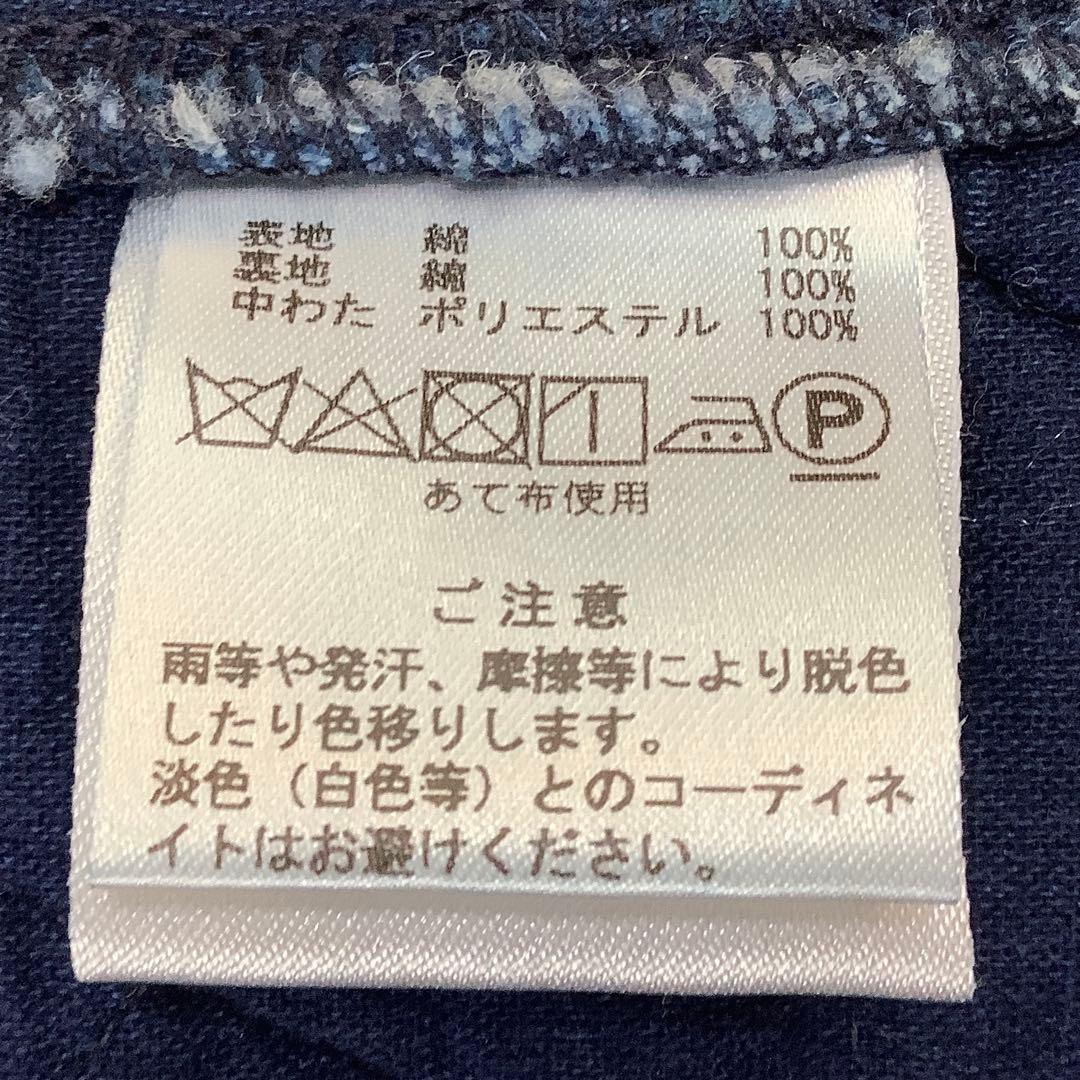 表地 綿 100%
裏地 綿 100%
中わた ポリエステル 100%
P
あて布使用
ご注意
雨等や発汗、摩擦等により脱色
したり色移りします。
淡色（白色等）とのコーディネ
イトはお避けください。